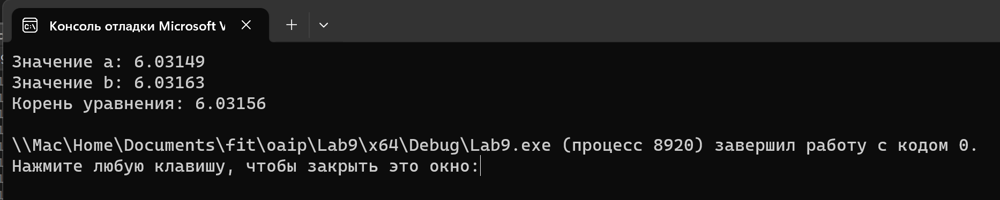 Консоль отладки Microsoft V
Значение a: 6.03149
Значение b: 6.03163
Корень уравнения: 6.03156
\\Mac\Home\Documents\fit\oaip\Lab9\x64\Debug\Lab9.exe (процесс 8920) завершил работу с кодом 0.
Нажмите любую клавишу, чтобы закрыть это окно: